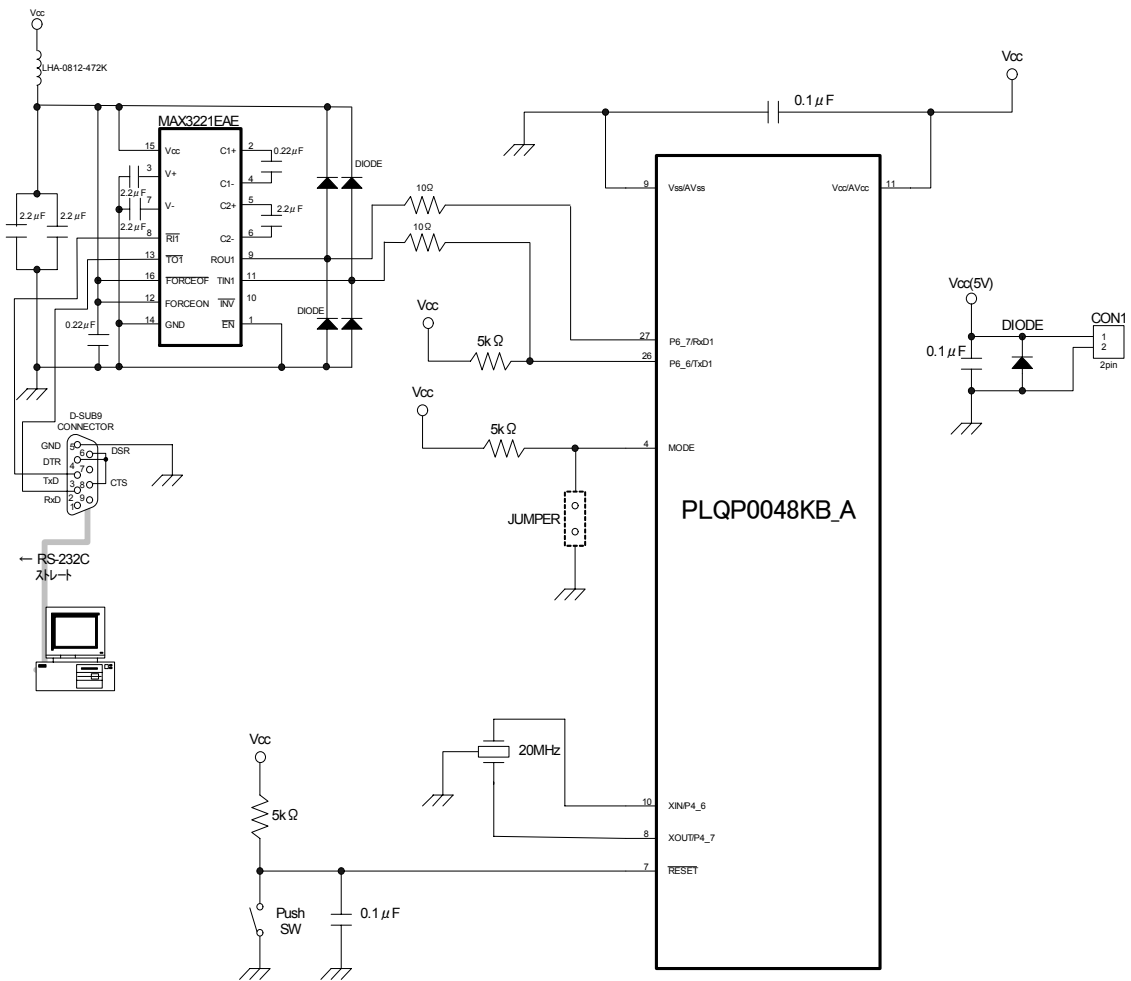 Vcc
LHA-0812-472K
MAX3221EAE
15 Vcc C1+ 2
0.22μF
3 V+ C1- 4
2.2μF
7 V- C2+ 5
2.2μF
2.2μF
C2- 6
2.2μF
2.2μF
8 RI1 ROU1 9
13 TO1
16 FORCEOF TIN1 11
12 FORCEON INV 10
14 GND EN 1
0.22μF
DIODE
DIODE
10Ω
10Ω
Vcc
5kΩ
Vcc
5kΩ
JUMPER
0.1μF
Vcc
9 Vss/AVss
Vcc/AVcc 11
27 P6_7/RxD1
26 P6_6/TxD1
4 MODE
PLQP0048KB_A
10 XIN/P4_6
8 XOUT/P4_7
7 RESET
Vcc(5V)
0.1μF
DIODE
CON1
1
2
2pin
D-SUB9
CONNECTOR
GND 5
6 DSR
DTR 4
7
TxD 3
8 CTS
RxD 2
9
1
← RS-232C
ストレート
20MHz
Vcc
5kΩ
Push
SW
0.1μF